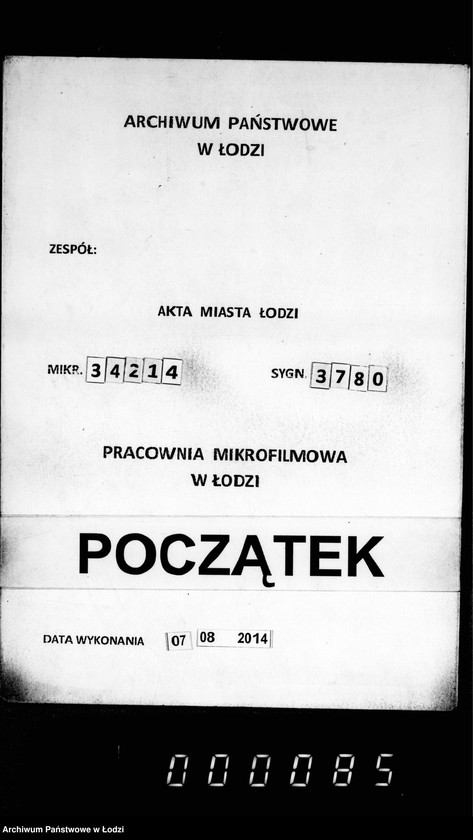 ARCHIWUM PAŃSTWOWE
W ŁODZI
ZESPÓŁ:
AKTA MIASTA ŁODZI
MIKR. 34214 SYGN. 3780
PRACOWNIA MIKROFILMOWA
W ŁODZI
POCZĄTEK
DATA WYKONANIA 07 08 2014
000085
Archiwum Państwowe w Łodzi